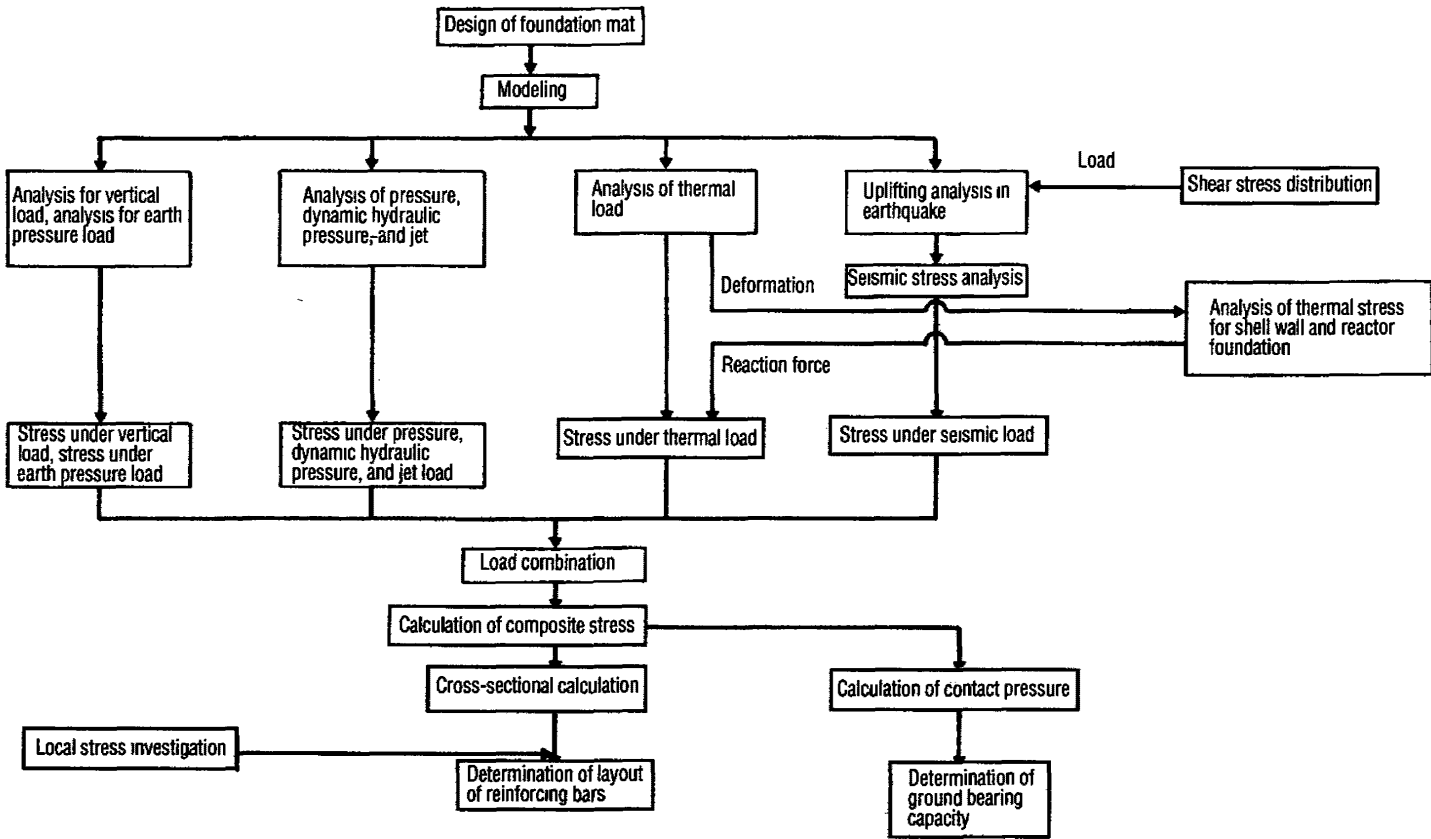 Design of foundation mat
Modeling
Load
Analysis for vertical
load, analysis for earth
pressure load
Analysis of pressure,
dynamic hydraulic
pressure, and jet
Analysis of thermal
load
Uplifting analysis in
earthquake
Shear stress distribution
Deformation
Seismic stress analysis
Analysis of thermal stress
for shell wall and reactor
foundation
Reaction force
Stress under vertical
load, stress under
earth pressure load
Stress under pressure,
dynamic hydraulic
pressure, and jet load
Stress under thermal load
Stress under seismic load
Load combination
Calculation of composite stress
Cross-sectional calculation
Calculation of contact pressure
Local stress investigation
Determination of layout
of reinforcing bars
Determination of
ground bearing
capacity